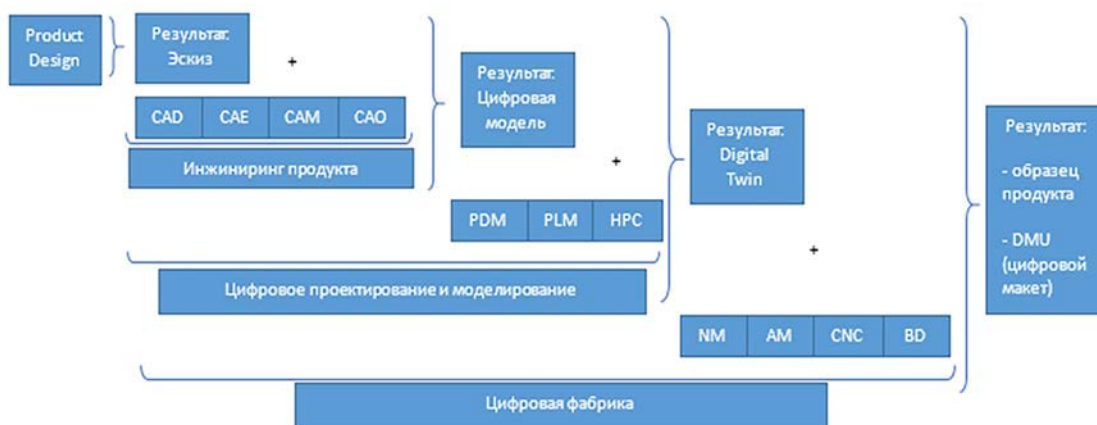 Product
Design
Результат:
Эскиз
+
CAD CAE CAM CAO
Инжиниринг продукта
Результат:
Цифровая
модель
+
PDM PLM HPC
Цифровое проектирование и моделирование
Результат:
Digital
Twin
+
NM AM CNC BD
Цифровая фабрика
Результат:
- образец
продукта
- DMU
(цифровой
макет)